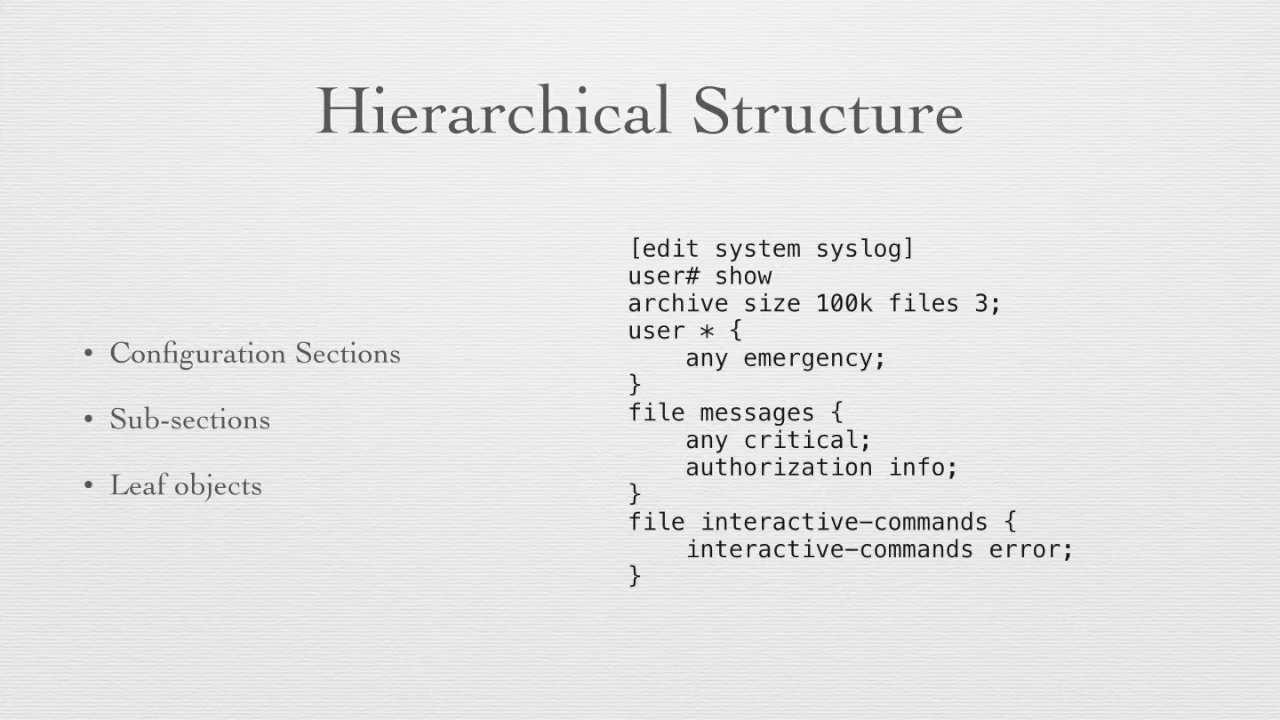 Hierarchical Structure
• Configuration Sections
• Sub-sections
• Leaf objects
[edit system syslog]
user# show
archive size 100k files 3;
user * {
    any emergency;
}
file messages {
    any critical;
    authorization info;
}
file interactive-commands {
    interactive-commands error;
}